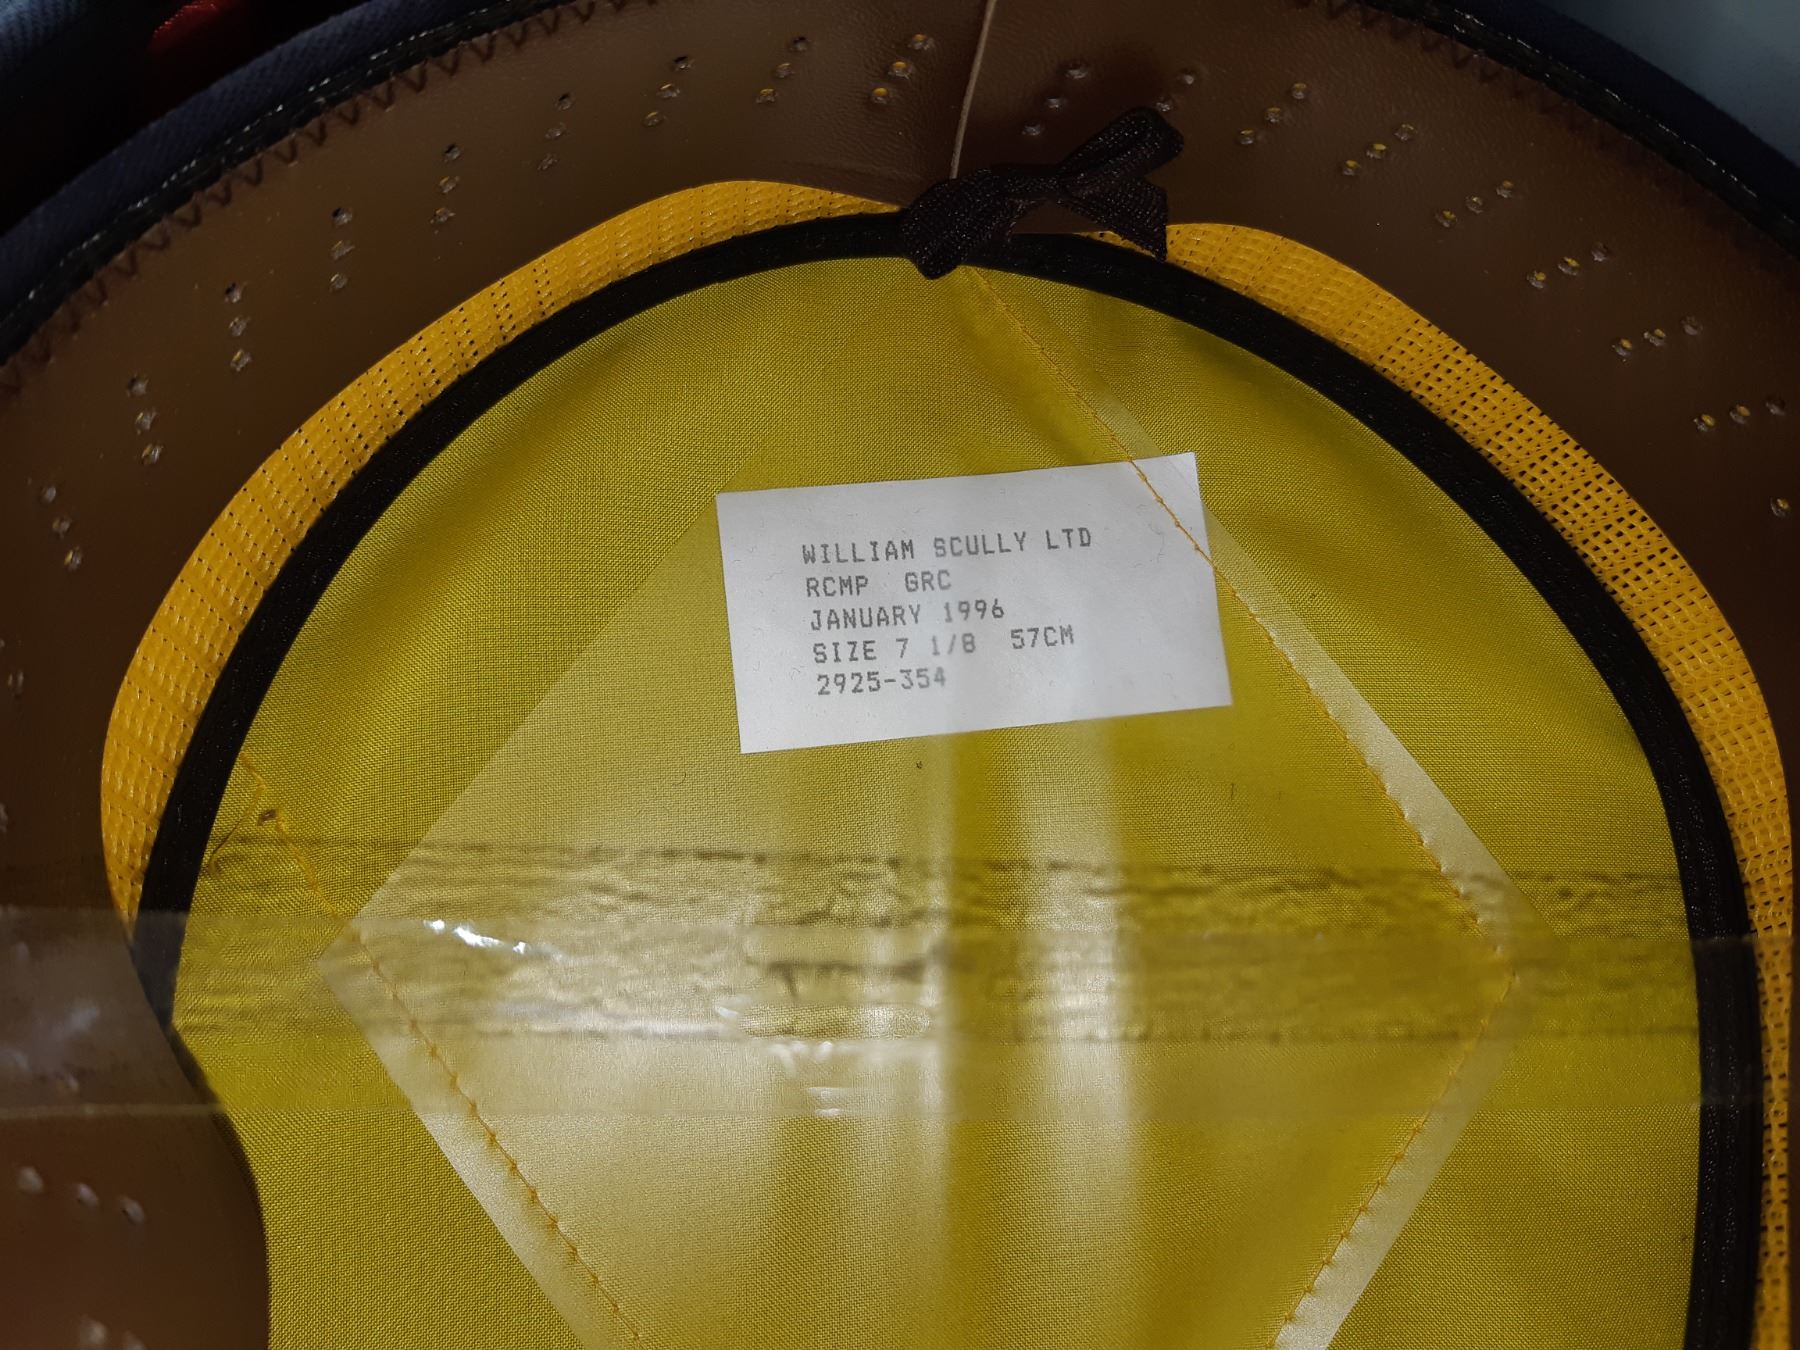 WILLIAM SCULLY LTD
RCMP GRC
JANUARY 1996
SIZE 7 1/8 57CM
2925-354